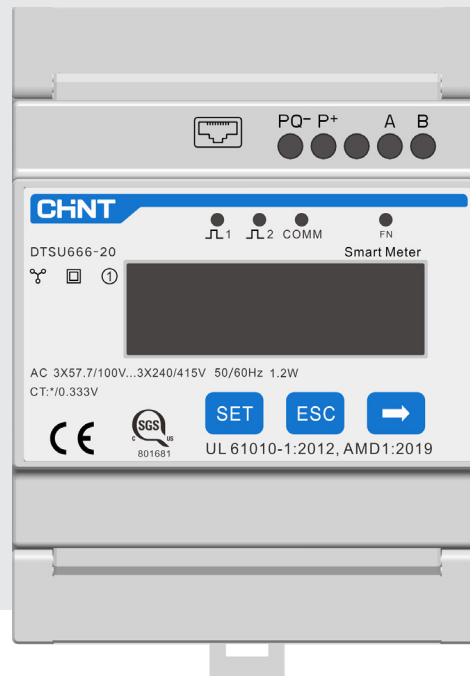 PQ- P+ A B
CHiNT
1 2 COMM FN
DTSU666-20 Smart Meter
1
AC 3X57.7/100V...3X240/415V 50/60Hz 1.2W
CT:*/0.333V
SET ESC
CE
SGS
C US
801681
UL 61010-1:2012, AMD1:2019